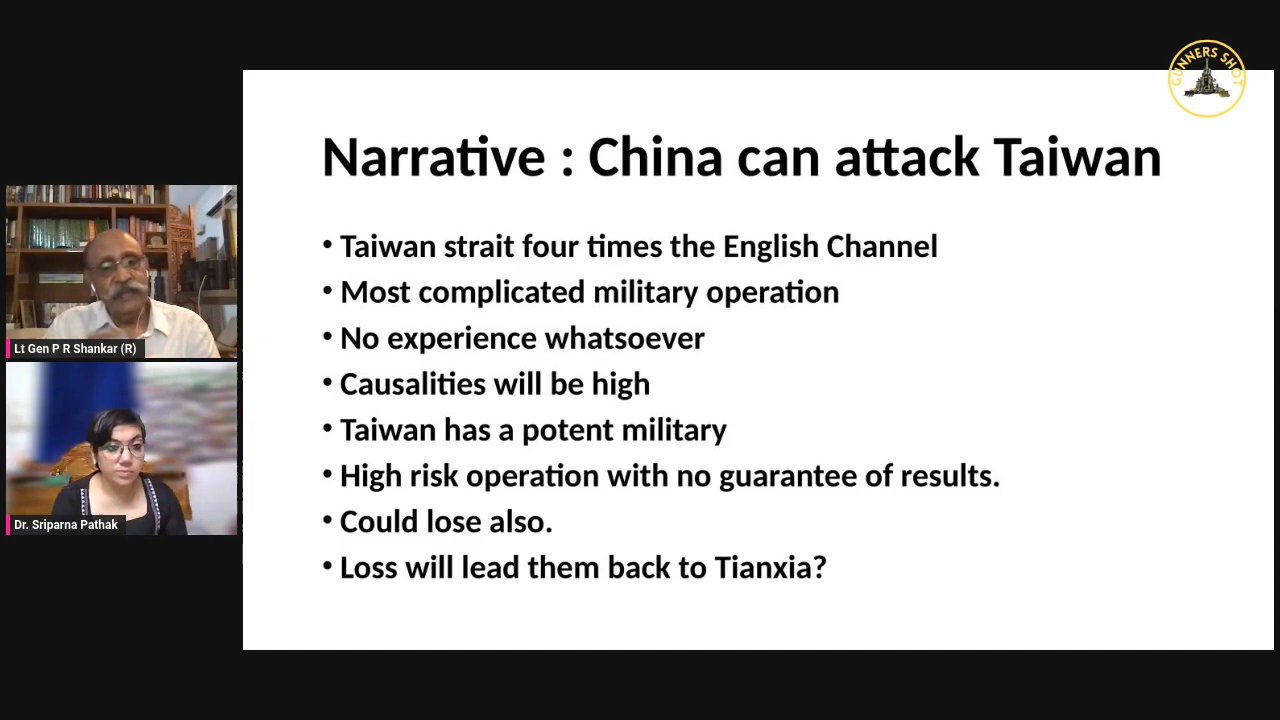 GUNNERS SHOT
Narrative : China can attack Taiwan
• Taiwan strait four times the English Channel
• Most complicated military operation
• No experience whatsoever
• Causalities will be high
• Taiwan has a potent military
• High risk operation with no guarantee of results.
• Could lose also.
• Loss will lead them back to Tianxia?
Lt Gen P R Shankar (R)
Dr. Sriparna Pathak